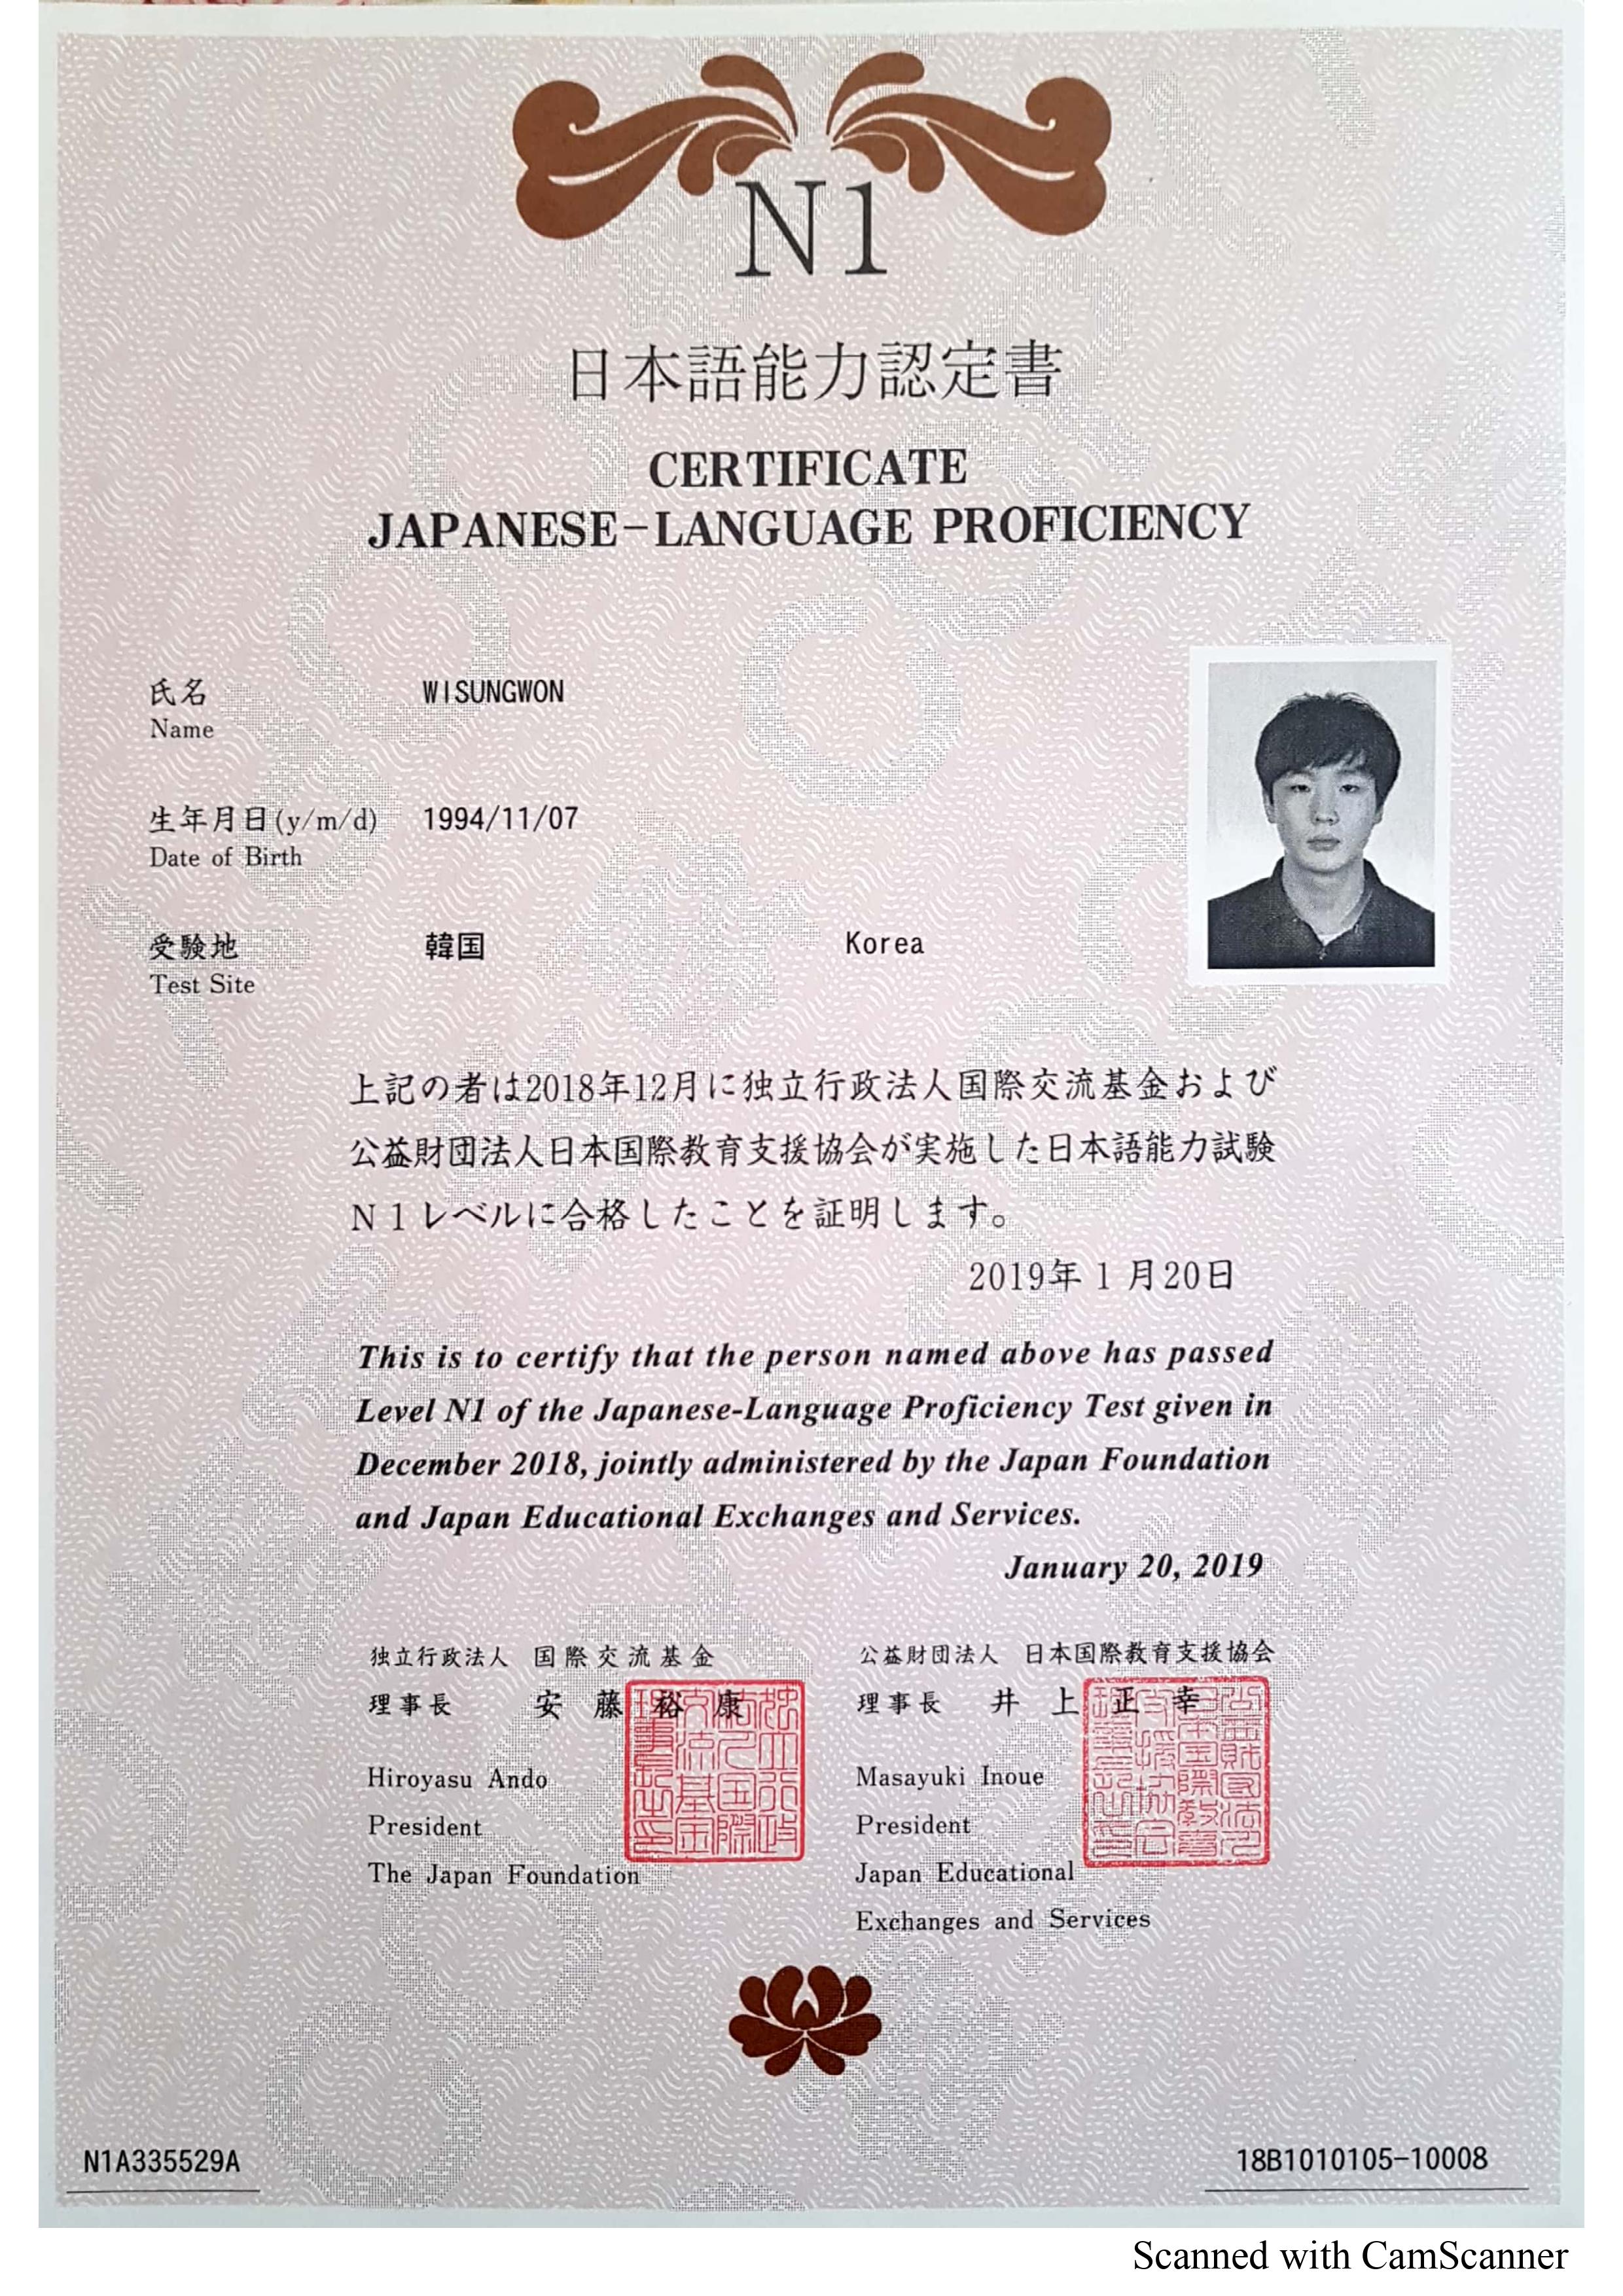 N1
日本語能力認定書
CERTIFICATE
JAPANESE-LANGUAGE PROFICIENCY
氏名 WISUNGWON
Name
生年月日(y/m/d) 1994/11/07
Date of Birth
受験地 韓国 Korea
Test Site
上記の者は2018年12月に独立行政法人国際交流基金および
公益財団法人日本国際教育支援協会が実施した日本語能力試験
N1レベルに合格したことを証明します。
2019年1月20日
This is to certify that the person named above has passed
Level N1 of the Japanese-Language Proficiency Test given in
December 2018, jointly administered by the Japan Foundation
and Japan Educational Exchanges and Services.
January 20, 2019
独立行政法人 国際交流基金
理事長 安藤裕康
Hiroyasu Ando
President
The Japan Foundation
公益財団法人 日本国際教育支援協会
理事長 井上正幸
Masayuki Inoue
President
Japan Educational
Exchanges and Services
N1A335529A
18B1010105-10008
Scanned with CamScanner